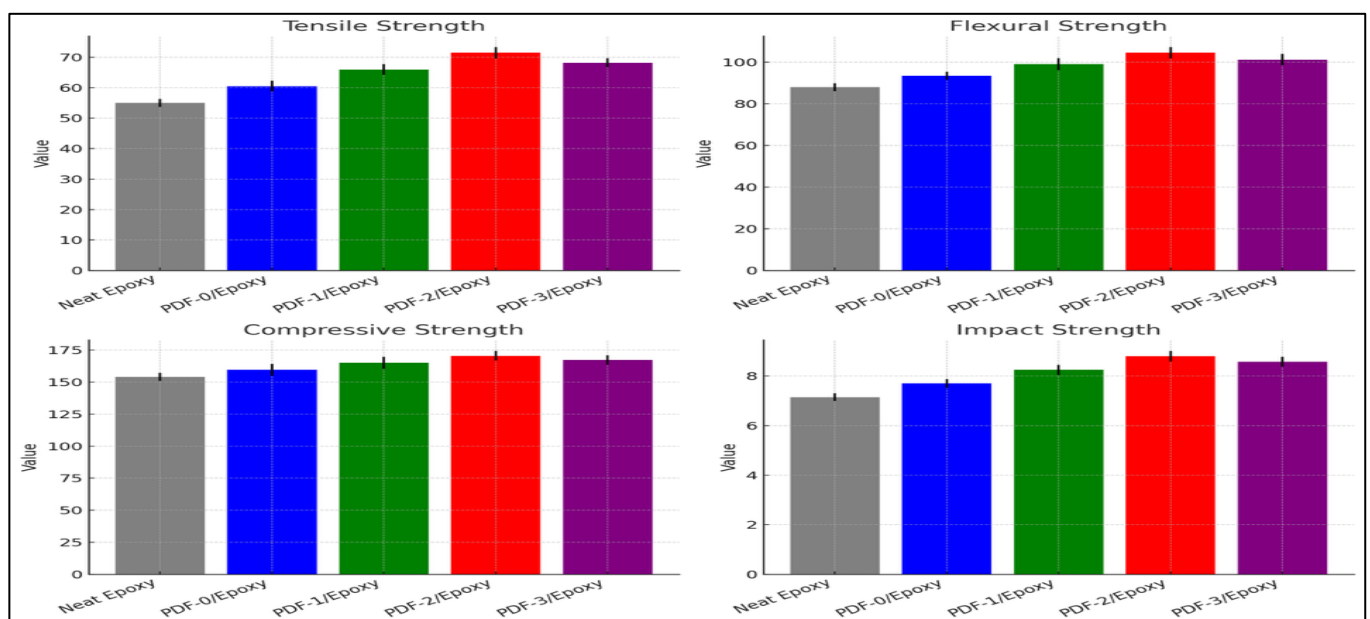 Tensile Strength
Value
70
60
50
40
30
20
10
0
Neat Epoxy
PDF-0/Epoxy
PDF-1/Epoxy
PDF-2/Epoxy
PDF-3/Epoxy
Flexural Strength
Value
100
80
60
40
20
0
Neat Epoxy
PDF-0/Epoxy
PDF-1/Epoxy
PDF-2/Epoxy
PDF-3/Epoxy
Compressive Strength
Value
175
150
125
100
75
50
25
0
Neat Epoxy
PDF-0/Epoxy
PDF-1/Epoxy
PDF-2/Epoxy
PDF-3/Epoxy
Impact Strength
Value
8
6
4
2
0
Neat Epoxy
PDF-0/Epoxy
PDF-1/Epoxy
PDF-2/Epoxy
PDF-3/Epoxy